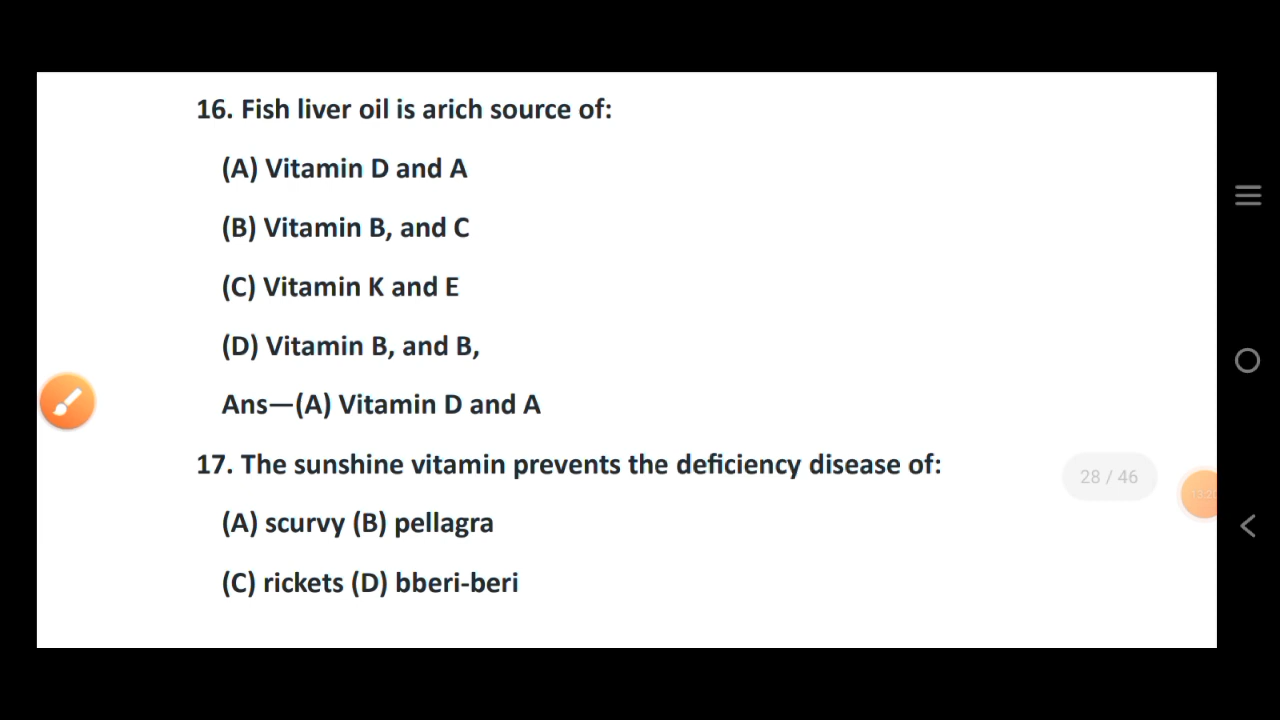 16. Fish liver oil is arich source of:
(A) Vitamin D and A
(B) Vitamin B, and C
(C) Vitamin K and E
(D) Vitamin B, and B,
Ans—(A) Vitamin D and A
17. The sunshine vitamin prevents the deficiency disease of:
28 / 46
(A) scurvy (B) pellagra
(C) rickets (D) bberi-beri